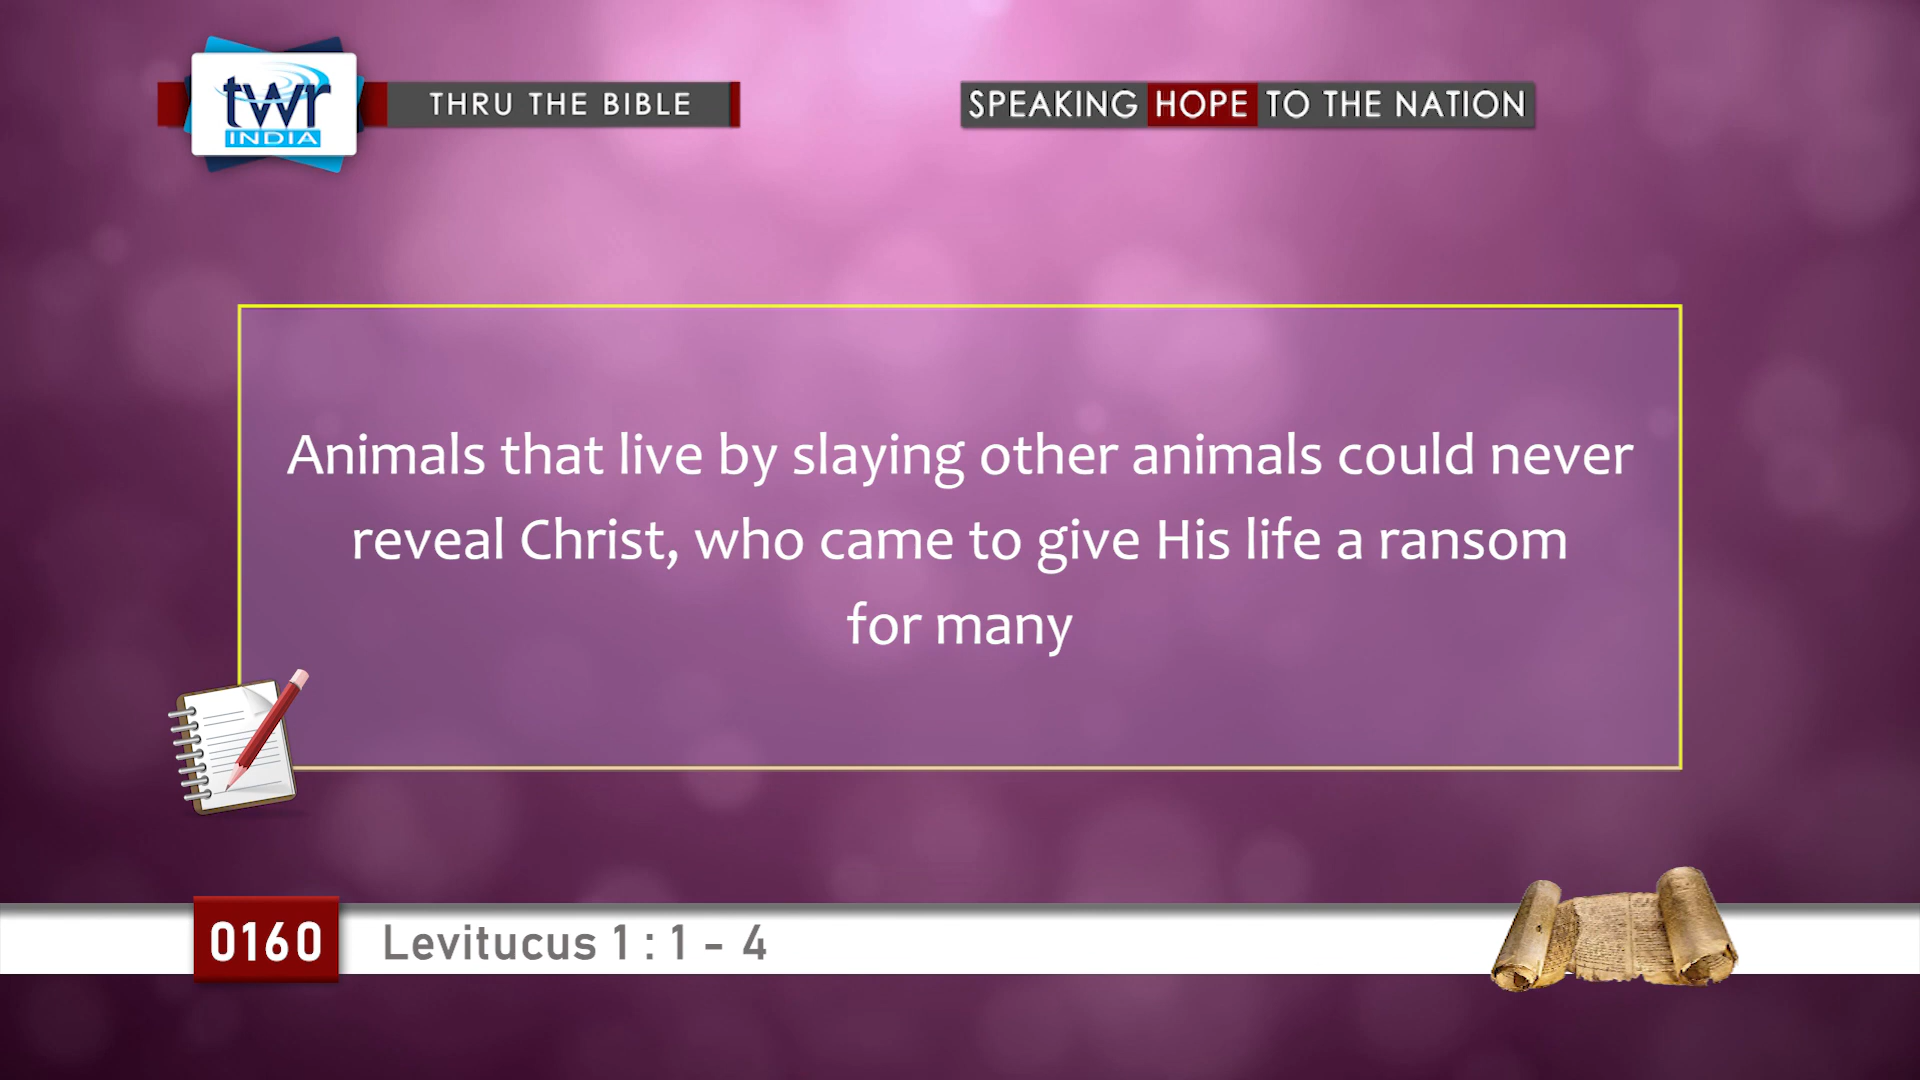 twr
INDIA
THRU THE BIBLE
SPEAKING HOPE TO THE NATION
Animals that live by slaying other animals could never
reveal Christ, who came to give His life a ransom
for many
0160
Levitucus 1 : 1 - 4